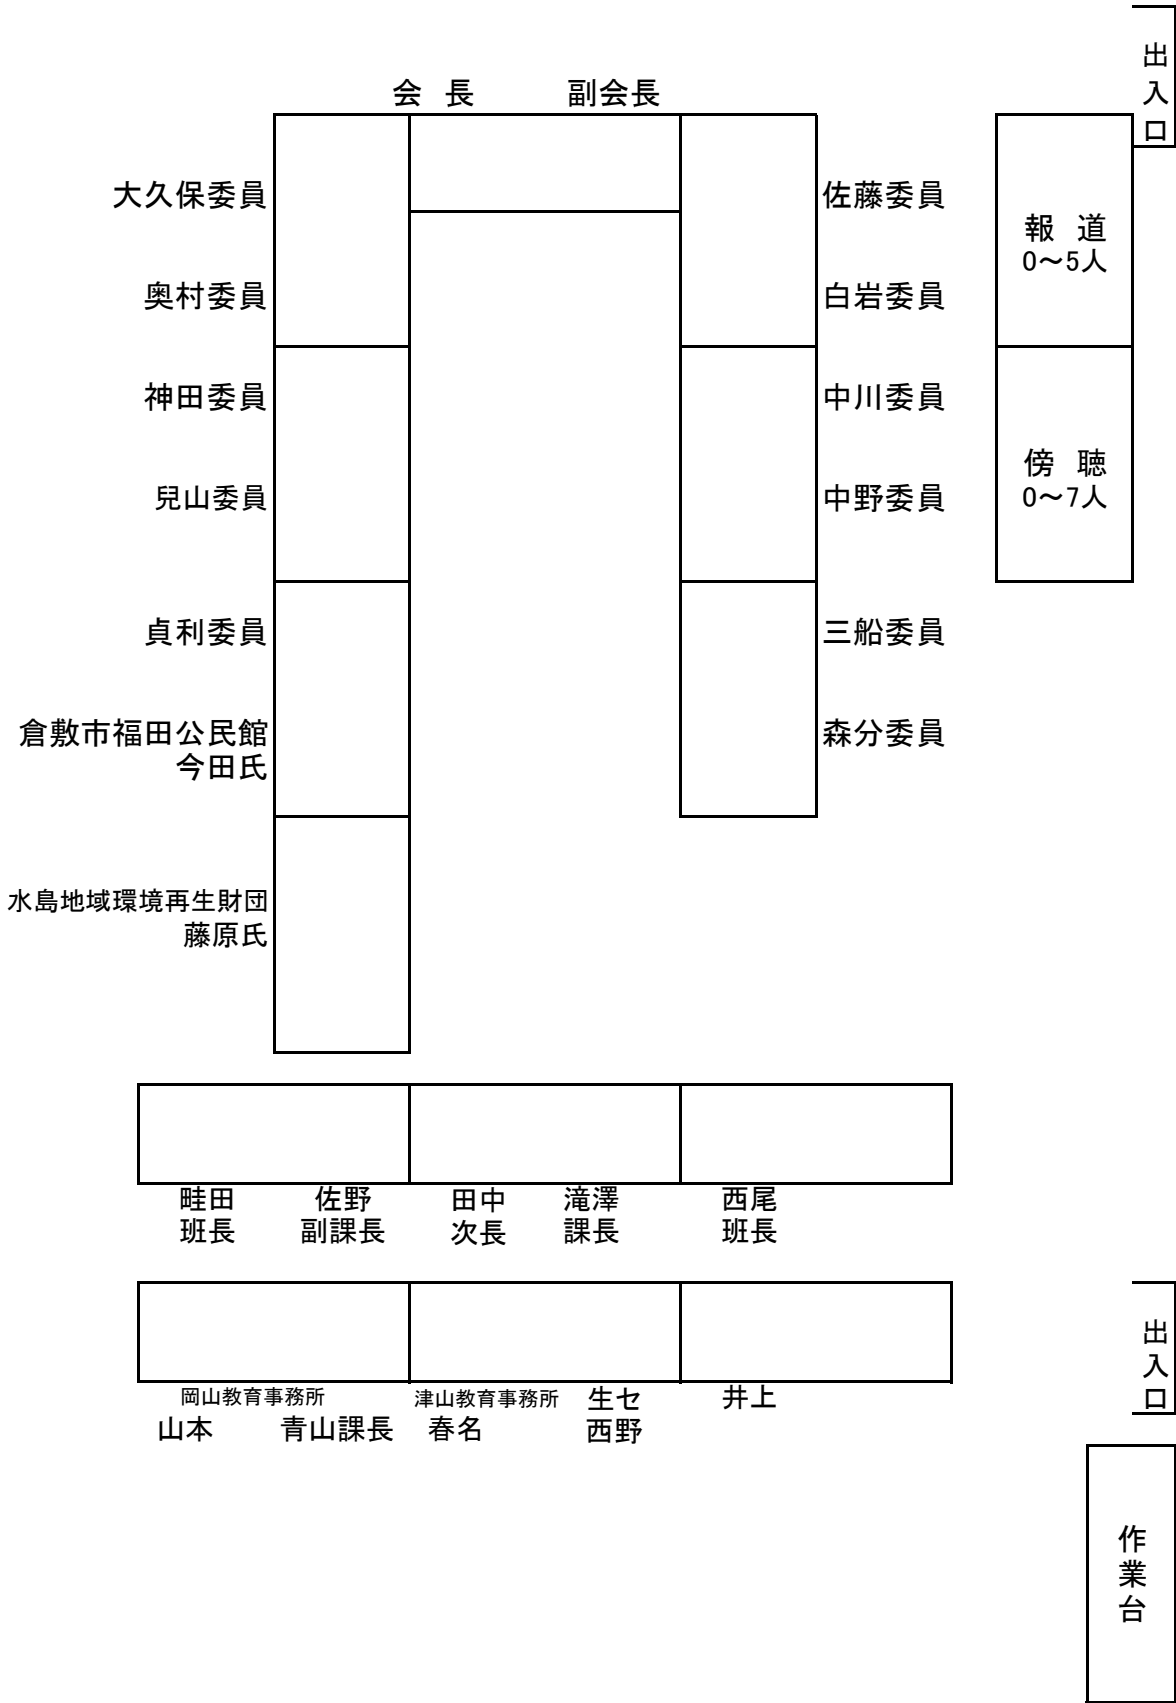 出入口
会　長　　　副会長
大久保委員
佐藤委員
報　道
0～5人
奥村委員
白岩委員
神田委員
中川委員
傍　聴
0～7人
兒山委員
中野委員
貞利委員
三船委員
倉敷市福田公民館
今田氏
森分委員
水島地域環境再生財団
藤原氏
畦田
班長
佐野
副課長
田中
次長
滝澤
課長
西尾
班長
出入口
岡山教育事務所
山本　　青山課長
津山教育事務所
春名
生セ
西野
井上
作業台